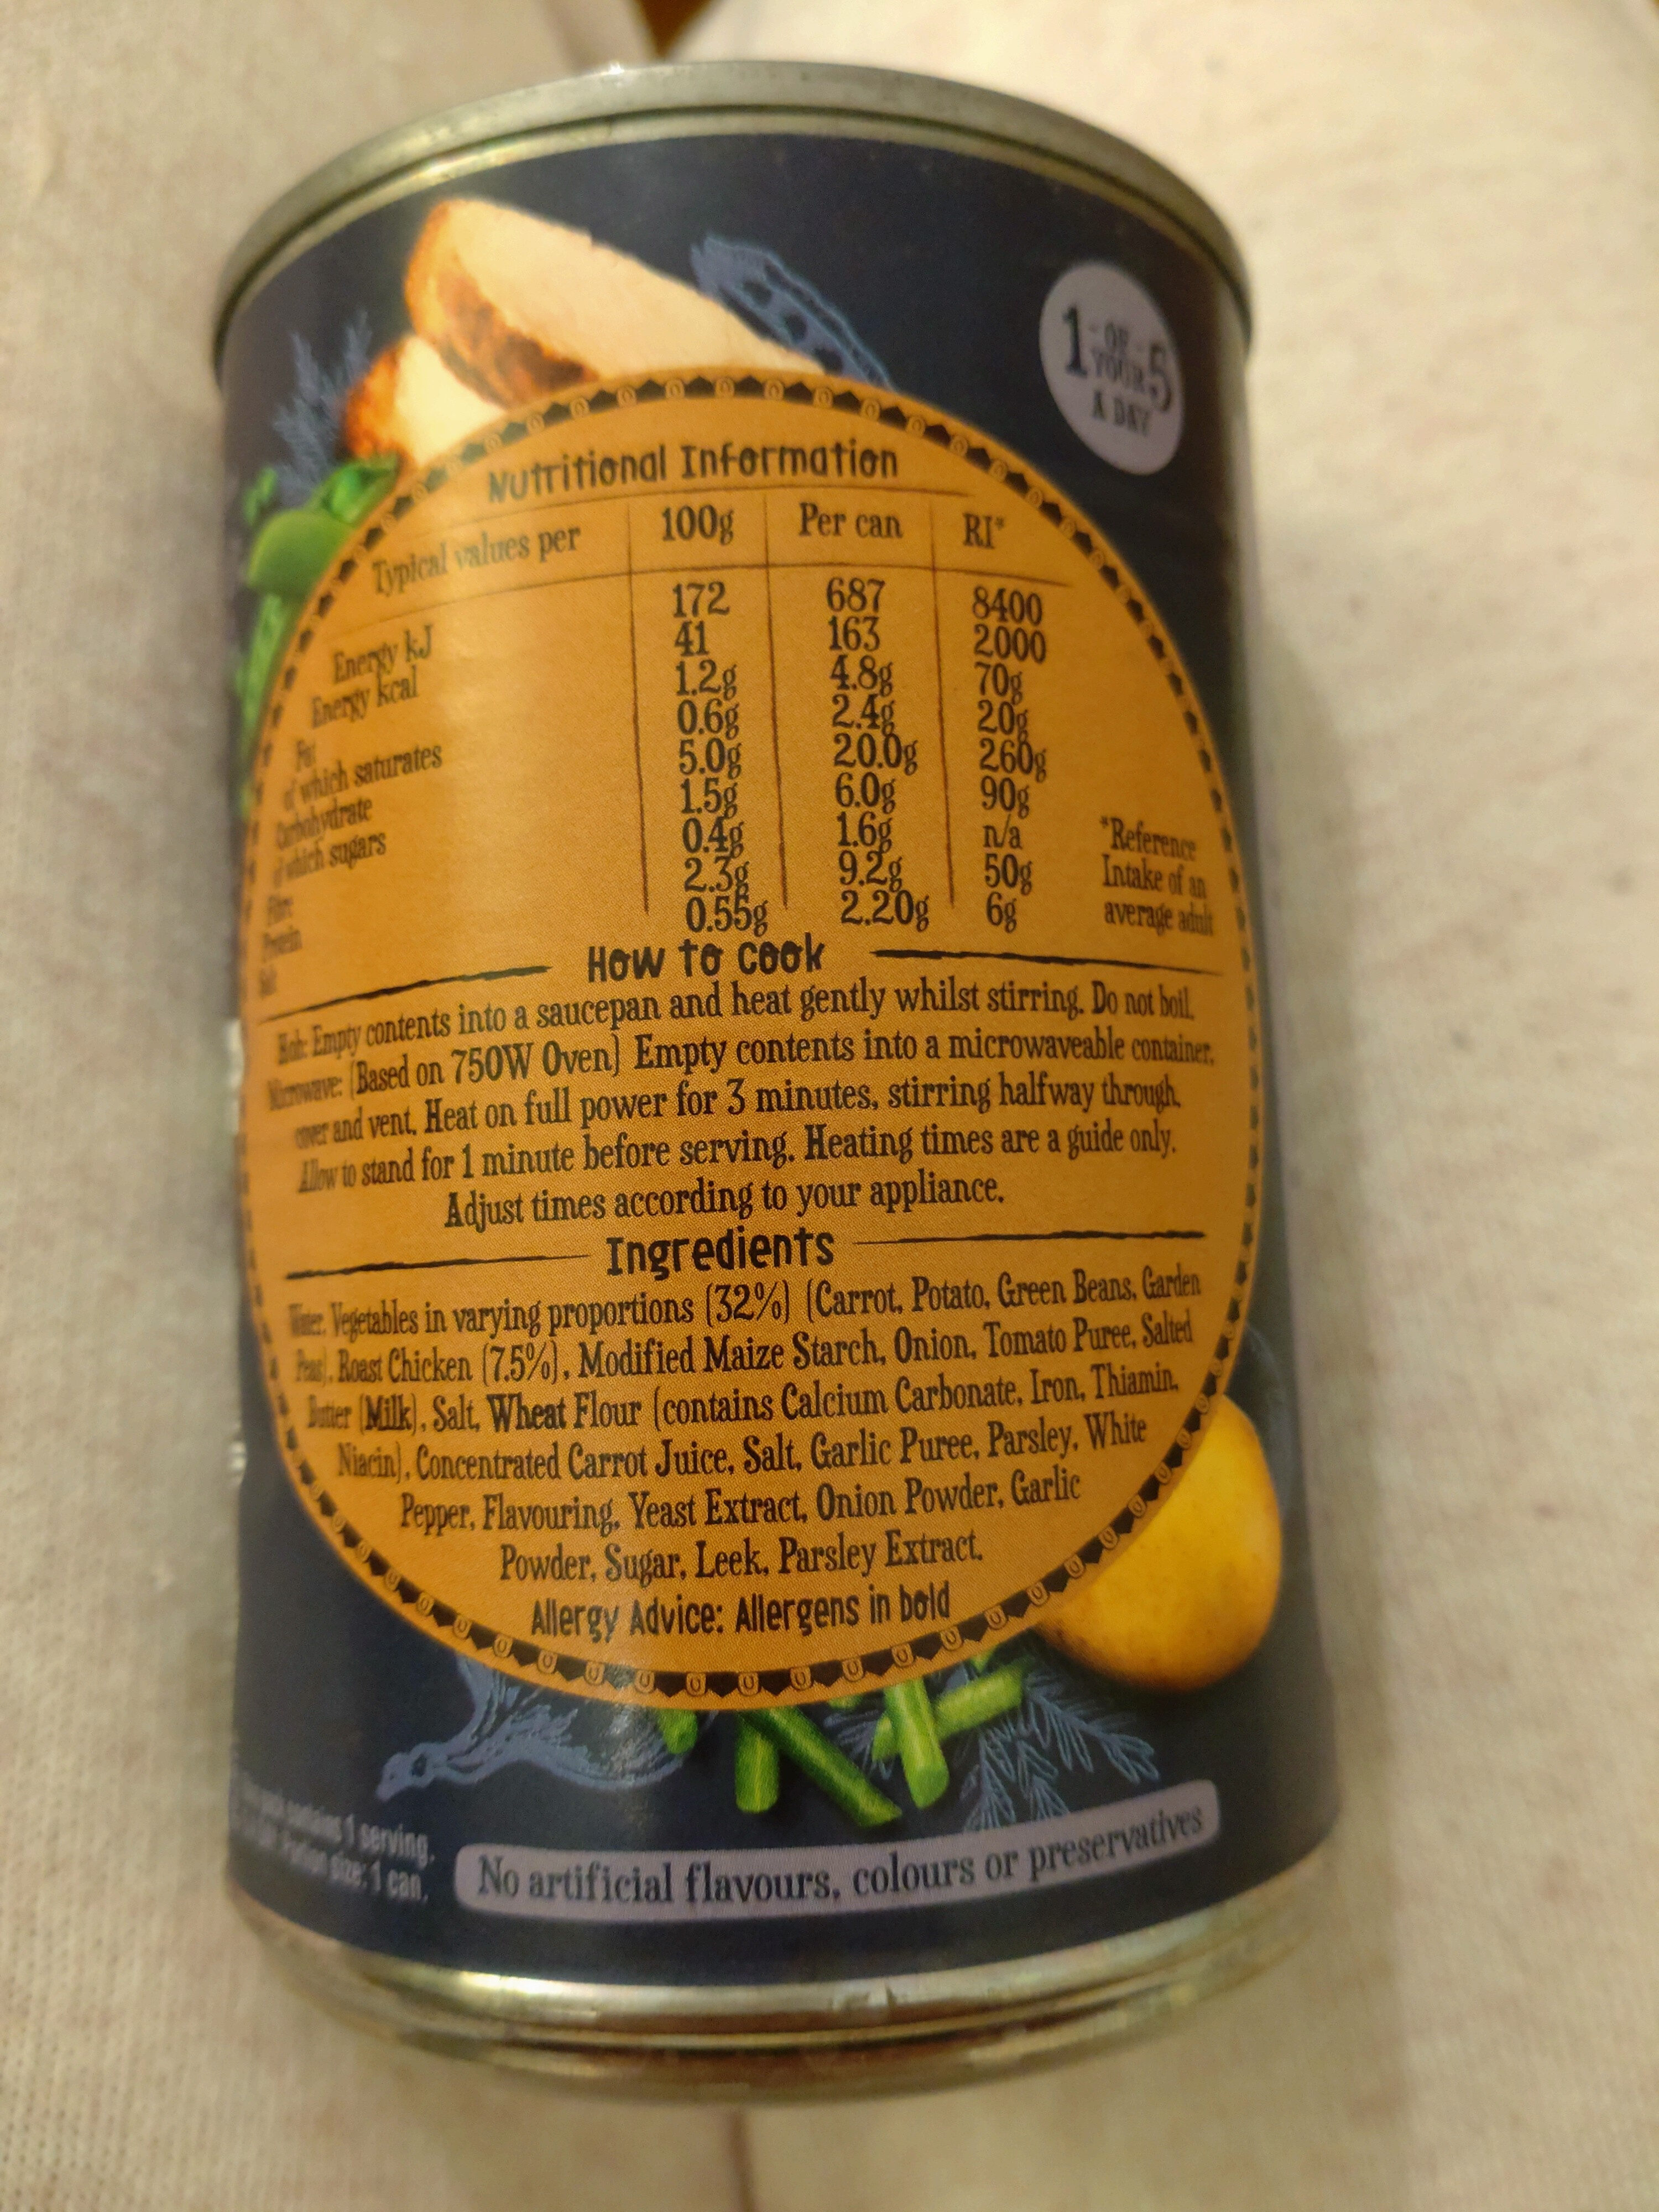 1 OF YOUR 5
A DAY
Nutritional Information
Typical values per 100g Per can RI*
Energy kJ 172 687 8400
Energy kcal 41 163 2000
Fat 1.2g 4.8g 70g
of which saturates 0.6g 2.4g 20g
Carbohydrate 5.0g 20.0g 260g
of which sugars 1.5g 6.0g 90g
Fibre 0.4g 1.6g n/a
Protein 2.3g 9.2g 50g
Salt 0.55g 2.20g 6g
*Reference
Intake of an
average adult
How to cook
Hob: Empty contents into a saucepan and heat gently whilst stirring. Do not boil.
Microwave: (Based on 750W Oven) Empty contents into a microwaveable container,
cover and vent. Heat on full power for 3 minutes, stirring halfway through.
Allow to stand for 1 minute before serving. Heating times are a guide only.
Adjust times according to your appliance.
Ingredients
Water, Vegetables in varying proportions (32%) (Carrot, Potato, Green Beans, Garden
Peas), Roast Chicken (7.5%), Modified Maize Starch, Onion, Tomato Puree, Salted
Butter (Milk), Salt, Wheat Flour (contains Calcium Carbonate, Iron, Thiamin,
Niacin), Concentrated Carrot Juice, Salt, Garlic Puree, Parsley, White
Pepper, Flavouring, Yeast Extract, Onion Powder, Garlic
Powder, Sugar, Leek, Parsley Extract.
Allergy Advice: Allergens in bold
contains 1 serving.
Portion size: 1 can.
No artificial flavours, colours or preservatives